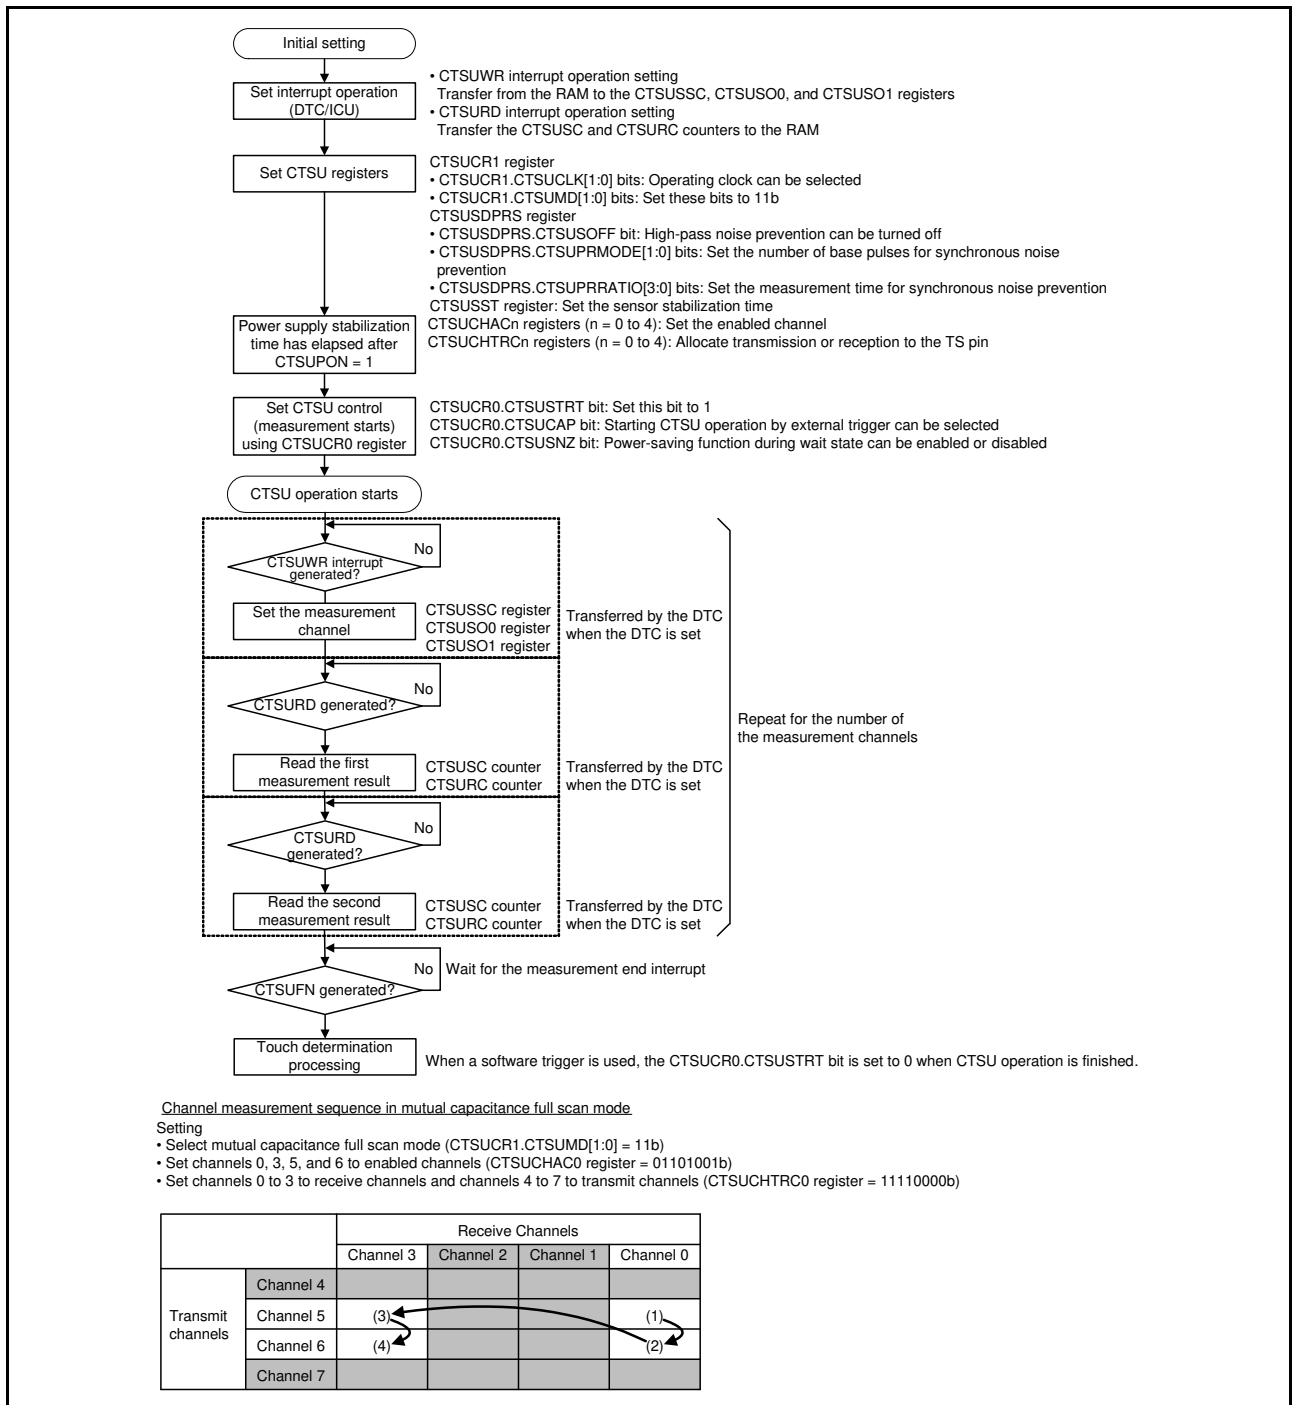 Initial setting
Set interrupt operation
(DTC/ICU)
• CTSUWR interrupt operation setting
Transfer from the RAM to the CTSUSSC, CTSUSO0, and CTSUSO1 registers
• CTSURD interrupt operation setting
Transfer the CTSUSC and CTSURC counters to the RAM
Set CTSU registers
CTSUCR1 register
• CTSUCR1.CTSUCLK[1:0] bits: Operating clock can be selected
• CTSUCR1.CTSUMD[1:0] bits: Set these bits to 11b
CTSUSDPRS register
• CTSUSDPRS.CTSUSOFF bit: High-pass noise prevention can be turned off
• CTSUSDPRS.CTSUPRMODE[1:0] bits: Set the number of base pulses for synchronous noise
prevention
• CTSUSDPRS.CTSUPRRATIO[3:0] bits: Set the measurement time for synchronous noise prevention
CTSUSST register: Set the sensor stabilization time
CTSUCHACn registers (n = 0 to 4): Set the enabled channel
CTSUCHTRCn registers (n = 0 to 4): Allocate transmission or reception to the TS pin
Power supply stabilization
time has elapsed after
CTSUPON = 1
Set CTSU control
(measurement starts)
using CTSUCR0 register
CTSUCR0.CTSUSTRT bit: Set this bit to 1
CTSUCR0.CTSUCAP bit: Starting CTSU operation by external trigger can be selected
CTSUCR0.CTSUSNZ bit: Power-saving function during wait state can be enabled or disabled
CTSU operation starts
No
CTSUWR interrupt
generated?
Set the measurement
channel
CTSUSSC register
CTSUSO0 register
CTSUSO1 register
Transferred by the DTC
when the DTC is set
No
CTSURD generated?
Repeat for the number of
the measurement channels
Read the first
measurement result
CTSUSC counter
CTSURC counter
Transferred by the DTC
when the DTC is set
No
CTSURD
generated?
Read the second
measurement result
CTSUSC counter
CTSURC counter
Transferred by the DTC
when the DTC is set
No
Wait for the measurement end interrupt
CTSUFN generated?
Touch determination
processing
When a software trigger is used, the CTSUCR0.CTSUSTRT bit is set to 0 when CTSU operation is finished.
Channel measurement sequence in mutual capacitance full scan mode
Setting
• Select mutual capacitance full scan mode (CTSUCR1.CTSUMD[1:0] = 11b)
• Set channels 0, 3, 5, and 6 to enabled channels (CTSUCHAC0 register = 01101001b)
• Set channels 0 to 3 to receive channels and channels 4 to 7 to transmit channels (CTSUCHTRC0 register = 11110000b)
Receive Channels
Channel 3 Channel 2 Channel 1 Channel 0
Transmit
channels
Channel 4
Channel 5 (3) (1)
Channel 6 (4) (2)
Channel 7